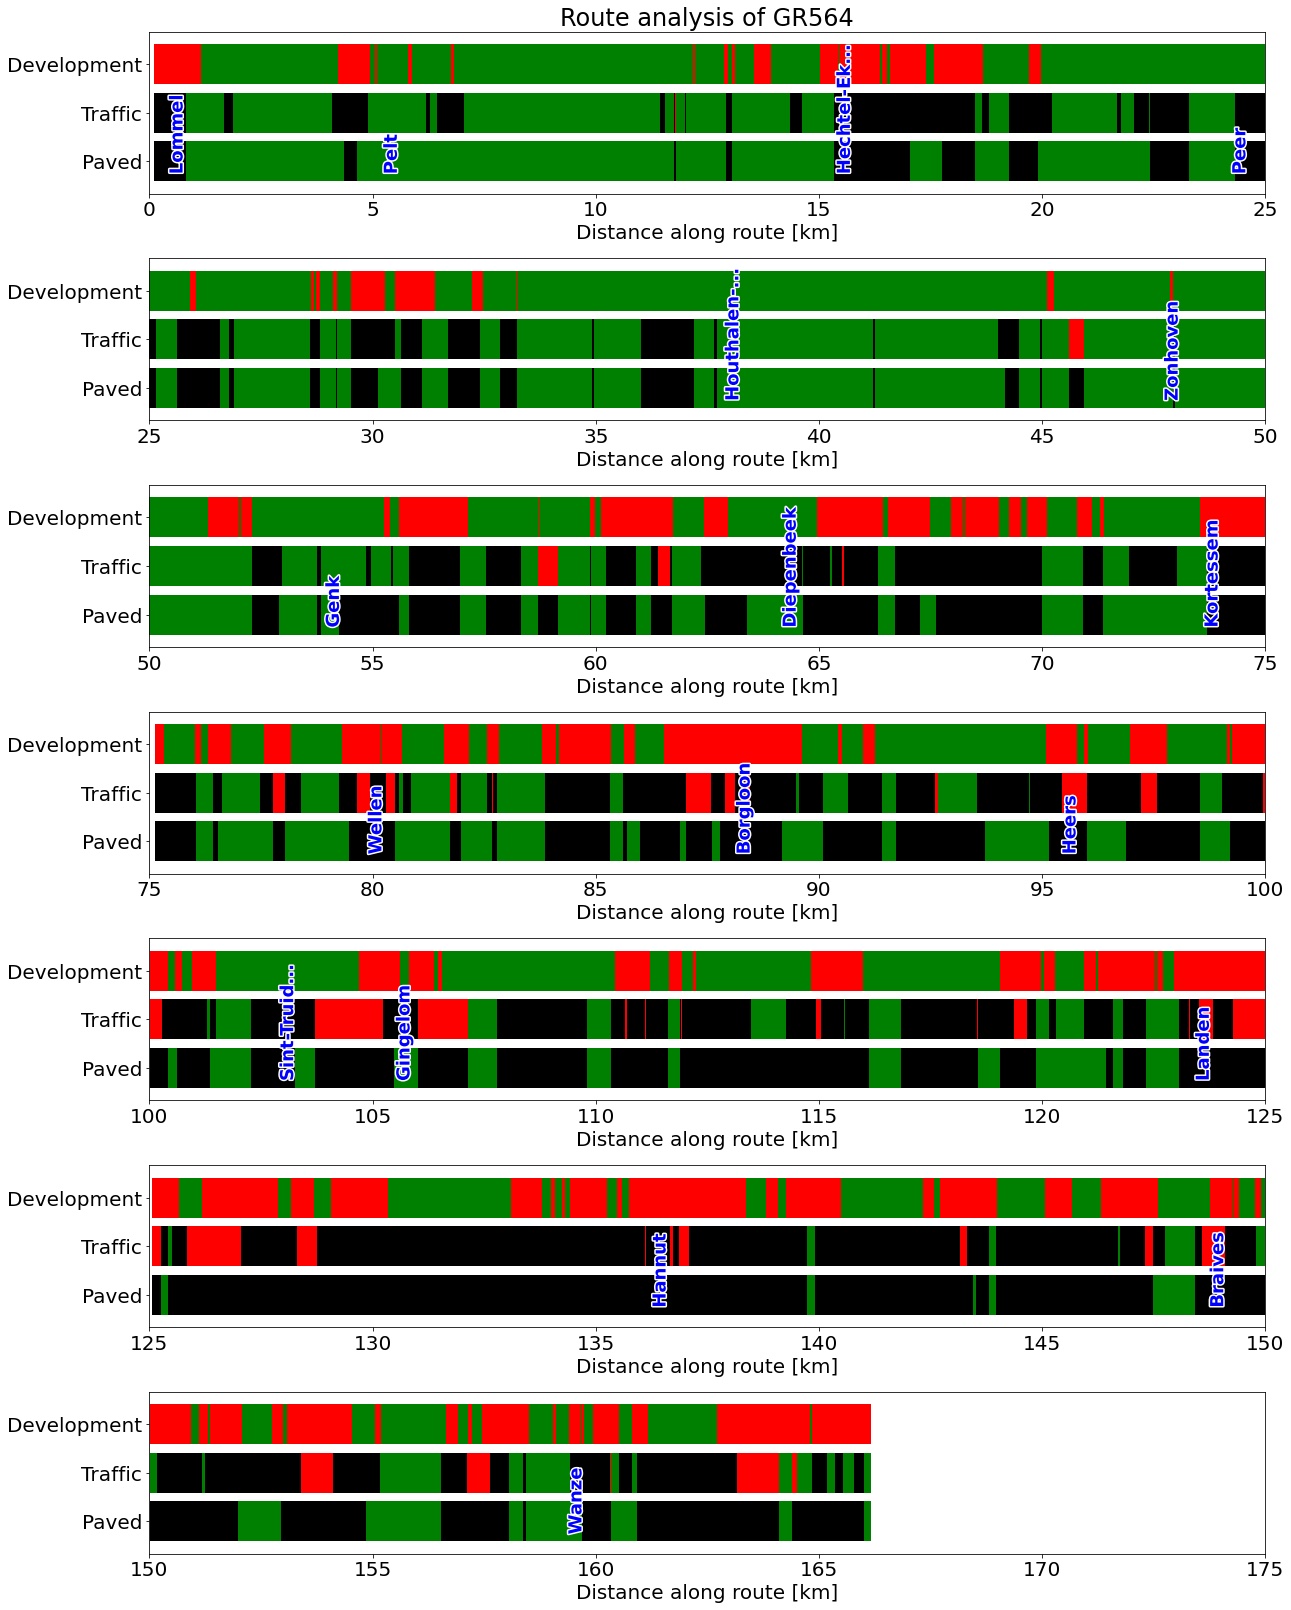 Route analysis of GR564
Development
Traffic
Paved
Lommel
Pelt
Hechtel-Ek...
Peer
0 5 10 15 20 25
Distance along route [km]
Development
Traffic
Paved
Houthalen-...
Zonhoven
25 30 35 40 45 50
Distance along route [km]
Development
Traffic
Paved
Genk
Diepenbeek
Kortessem
50 55 60 65 70 75
Distance along route [km]
Development
Traffic
Paved
Wellen
Borgloon
Heers
75 80 85 90 95 100
Distance along route [km]
Development
Traffic
Paved
Sint-Truid...
Gingelom
Landen
100 105 110 115 120 125
Distance along route [km]
Development
Traffic
Paved
Hannut
Braives
125 130 135 140 145 150
Distance along route [km]
Development
Traffic
Paved
Wanze
150 155 160 165 170 175
Distance along route [km]